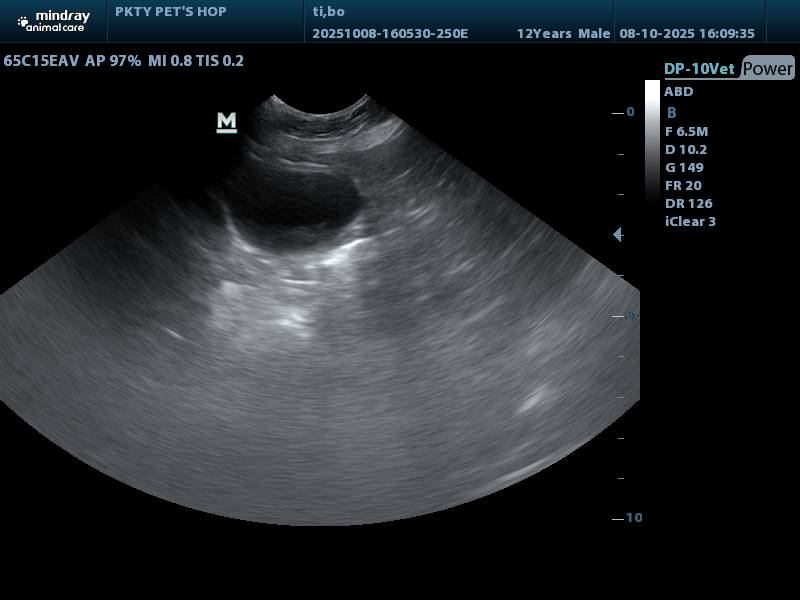 mindray
animal care
PKTY PET'S HOP
ti,bo
20251008-160530-250E
12Years Male
08-10-2025 16:09:35
65C15EAV AP 97% MI 0.8 TIS 0.2
DP-10Vet
Power
M
ABD
B
F 6.5M
D 10.2
G 149
FR 20
DR 126
iClear 3
0
5
10